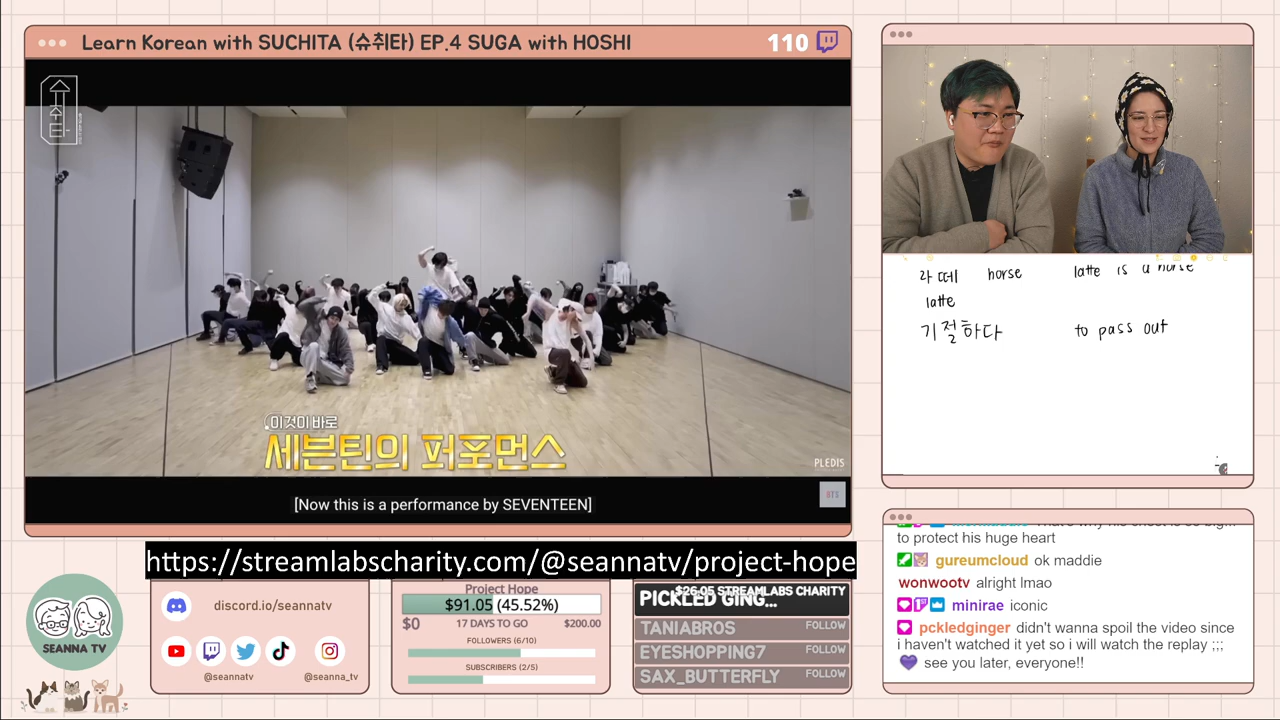 Learn Korean with SUCHITA (슈취타) EP.4 SUGA with HOSHI
110
슈취타
이것이 바로
세븐틴의 퍼포먼스
PLEDIS
BTS
[Now this is a performance by SEVENTEEN]
라떼 horse latte is a horse
latte
기절하다 to pass out
to protect his huge heart
gureumcloud ok maddie
wonwootv alright lmao
minirae iconic
pckledginger didn't wanna spoil the video since
i haven't watched it yet so i will watch the replay ;;;
see you later, everyone!!
https://streamlabscharity.com/@seannatv/project-hope
SEANNA TV
discord.io/seannatv
@seannatv
@seanna_tv
Project Hope
$91.05 (45.52%)
$0 17 DAYS TO GO $200.00
FOLLOWERS (6/10)
SUBSCRIBERS (2/5)
$26.05 STREAMLABS CHARITY
PICKLED GING...
TANIABROS FOLLOW
EYESHOPPING7 FOLLOW
SAX_BUTTERFLY FOLLOW